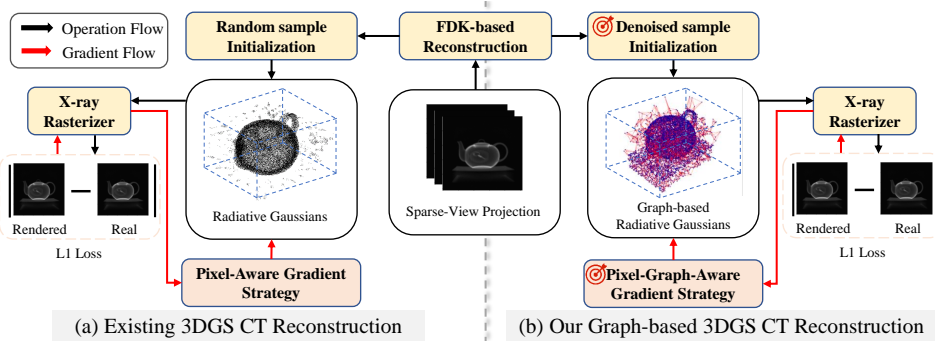 Operation Flow
Gradient Flow
Random sample
Initialization
FDK-based
Reconstruction
Denoised sample
Initialization
X-ray
Rasterizer
Rendered
Real
L1 Loss
Radiative Gaussians
Sparse-View Projection
Graph-based
Radiative Gaussians
X-ray
Rasterizer
Rendered
Real
L1 Loss
Pixel-Aware Gradient
Strategy
Pixel-Graph-Aware
Gradient Strategy
(a) Existing 3DGS CT Reconstruction
(b) Our Graph-based 3DGS CT Reconstruction